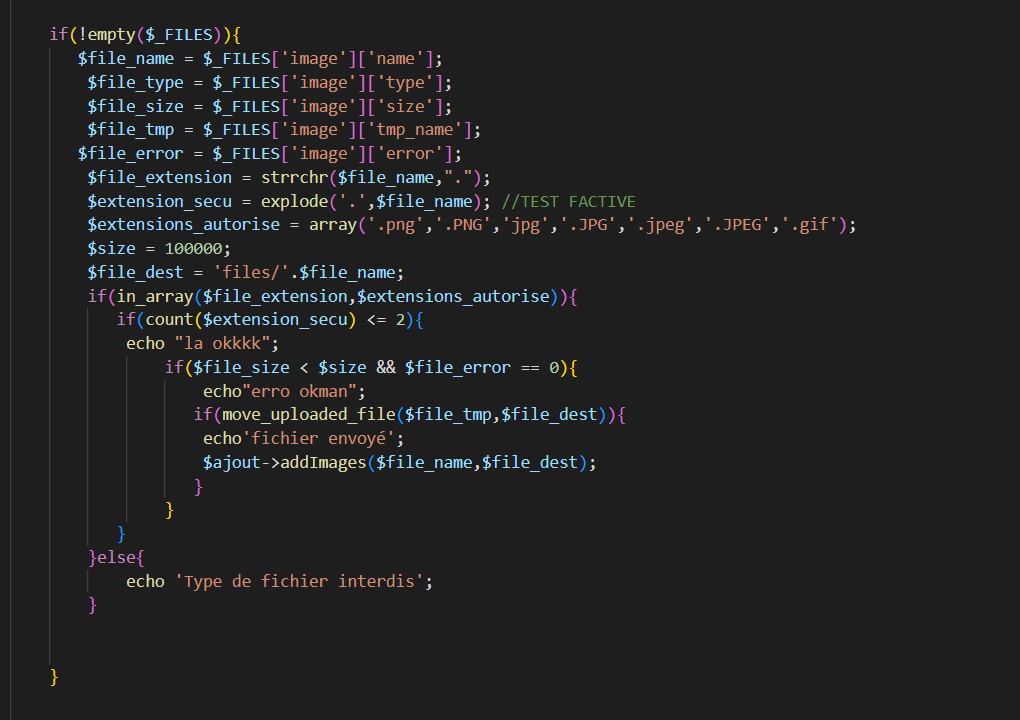 if(!empty($_FILES)){
$file_name = $_FILES['image']['name'];
$file_type = $_FILES['image']['type'];
$file_size = $_FILES['image']['size'];
$file_tmp = $_FILES['image']['tmp_name'];
$file_error = $_FILES['image']['error'];
$file_extension = strrchr($file_name,".");
$extension_secu = explode('.',$file_name); //TEST FACTIVE
$extensions_autorise = array('.png','.PNG','jpg','.JPG','.jpeg','.JPEG','.gif');
$size = 100000;
$file_dest = 'files/'.$file_name;
if(in_array($file_extension,$extensions_autorise)){
if(count($extension_secu) <= 2){
echo "la okkkk";
if($file_size < $size && $file_error == 0){
echo"erro okman";
if(move_uploaded_file($file_tmp,$file_dest)){
echo'fichier envoyé';
$ajout->addImages($file_name,$file_dest);
}
}
}
}else{
echo 'Type de fichier interdis';
}
}